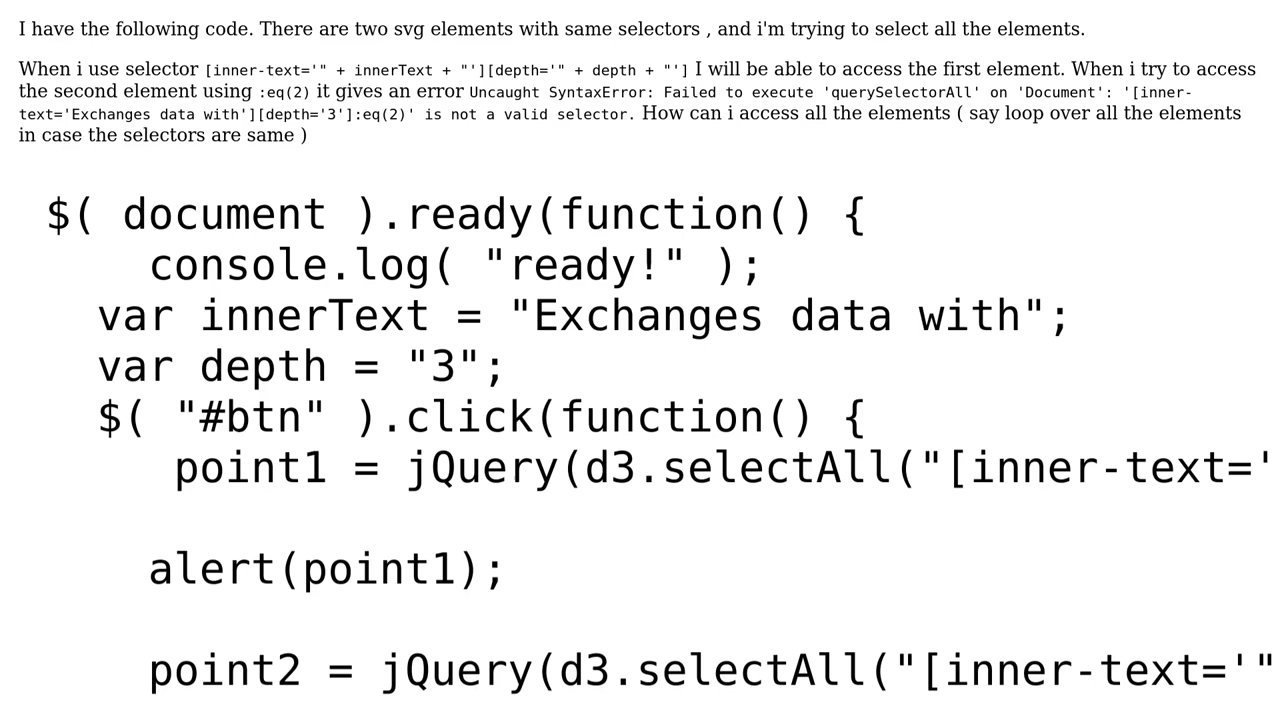 I have the following code. There are two svg elements with same selectors , and i'm trying to select all the elements.
When i use selector [inner-text='" + innerText + "'][depth='" + depth + "'] I will be able to access the first element. When i try to access
the second element using :eq(2) it gives an error Uncaught SyntaxError: Failed to execute 'querySelectorAll' on 'Document': '[inner-
text='Exchanges data with'][depth='3']:eq(2)' is not a valid selector. How can i access all the elements ( say loop over all the elements
in case the selectors are same )
$( document ).ready(function() {
console.log( "ready!" );
var innerText = "Exchanges data with";
var depth = "3";
$( "#btn" ).click(function() {
point1 = jQuery(d3.selectAll("[inner-text='
alert(point1);
point2 = jQuery(d3.selectAll("[inner-text='"